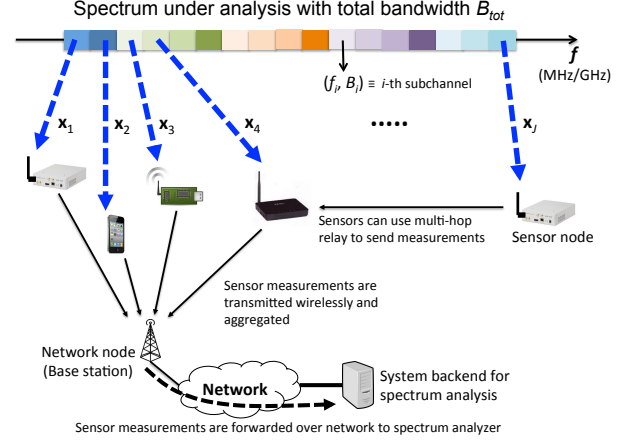 Spectrum under analysis with total bandwidth B_tot
f
(MHz/GHz)
(f_i, B_i) ≡ i-th subchannel
x_1
x_2
x_3
x_4
.....
x_J
Sensors can use multi-hop
relay to send measurements
Sensor node
Sensor measurements are
transmitted wirelessly and
aggregated
Network node
(Base station)
Network
System backend for
spectrum analysis
Sensor measurements are forwarded over network to spectrum analyzer